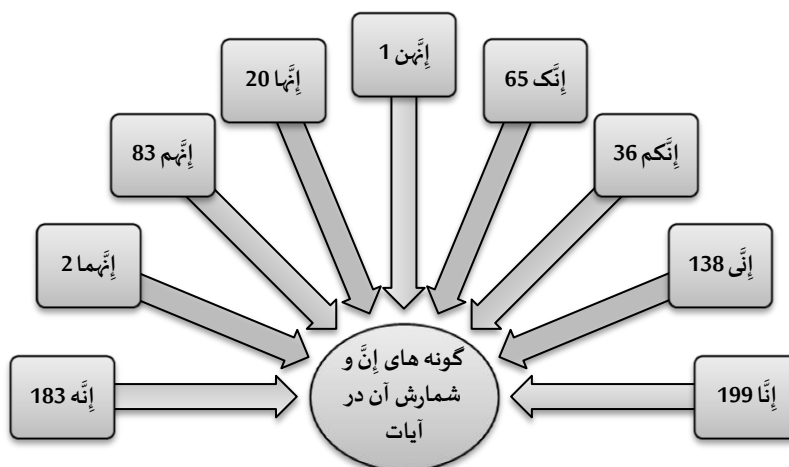 إِنَّهن 1
إِنَّک 65
إِنَّها 20
إِنَّکم 36
إِنَّهم 83
إِنَّی 138
إِنَّهما 2
إِنَّا 199
إِنَّه 183
گونه های إِنَّ و
شمارش آن در
آیات